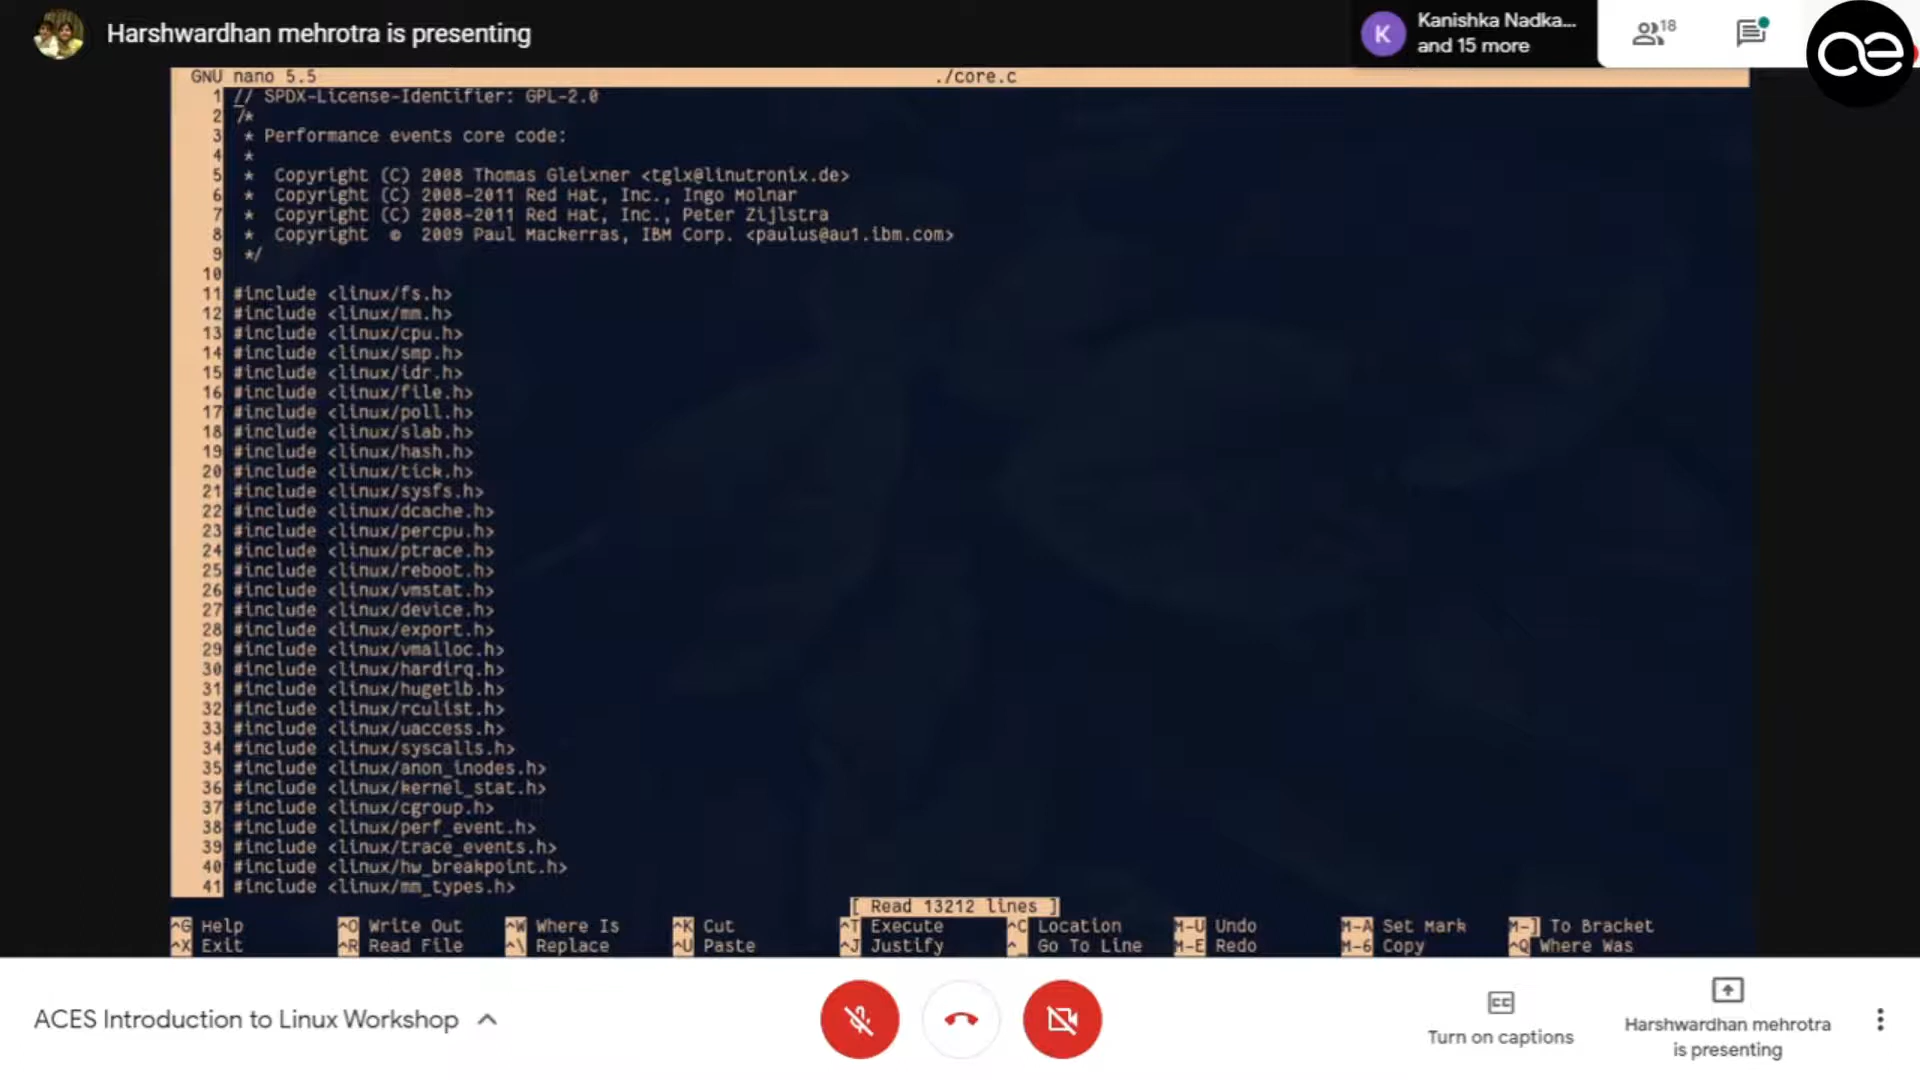 Harshwardhan mehrotra is presenting
K
Kanishka Nadka...
and 15 more
18
GNU nano 5.5 ./core.c
1 // SPDX-License-Identifier: GPL-2.0
2 /*
3  * Performance events core code:
4  *
5  *  Copyright (C) 2008 Thomas Gleixner <tglx@linutronix.de>
6  *  Copyright (C) 2008-2011 Red Hat, Inc., Ingo Molnar
7  *  Copyright (C) 2008-2011 Red Hat, Inc., Peter Zijlstra
8  *  Copyright  ©  2009 Paul Mackerras, IBM Corp. <paulus@au1.ibm.com>
9  */
10
11 #include <linux/fs.h>
12 #include <linux/mm.h>
13 #include <linux/cpu.h>
14 #include <linux/smp.h>
15 #include <linux/idr.h>
16 #include <linux/file.h>
17 #include <linux/poll.h>
18 #include <linux/slab.h>
19 #include <linux/hash.h>
20 #include <linux/tick.h>
21 #include <linux/sysfs.h>
22 #include <linux/dcache.h>
23 #include <linux/percpu.h>
24 #include <linux/ptrace.h>
25 #include <linux/reboot.h>
26 #include <linux/vmstat.h>
27 #include <linux/device.h>
28 #include <linux/export.h>
29 #include <linux/vmalloc.h>
30 #include <linux/hardirq.h>
31 #include <linux/hugetlb.h>
32 #include <linux/rculist.h>
33 #include <linux/uaccess.h>
34 #include <linux/syscalls.h>
35 #include <linux/anon_inodes.h>
36 #include <linux/kernel_stat.h>
37 #include <linux/cgroup.h>
38 #include <linux/perf_event.h>
39 #include <linux/trace_events.h>
40 #include <linux/hw_breakpoint.h>
41 #include <linux/mm_types.h>
[ Read 13212 lines ]
^G Help ^O Write Out ^W Where Is ^K Cut ^T Execute ^C Location M-U Undo M-A Set Mark M-] To Bracket
^X Exit ^R Read File ^\ Replace ^U Paste ^J Justify ^_ Go To Line M-E Redo M-6 Copy ^Q Where Was
ACES Introduction to Linux Workshop
CC
Turn on captions
Harshwardhan mehrotra
is presenting